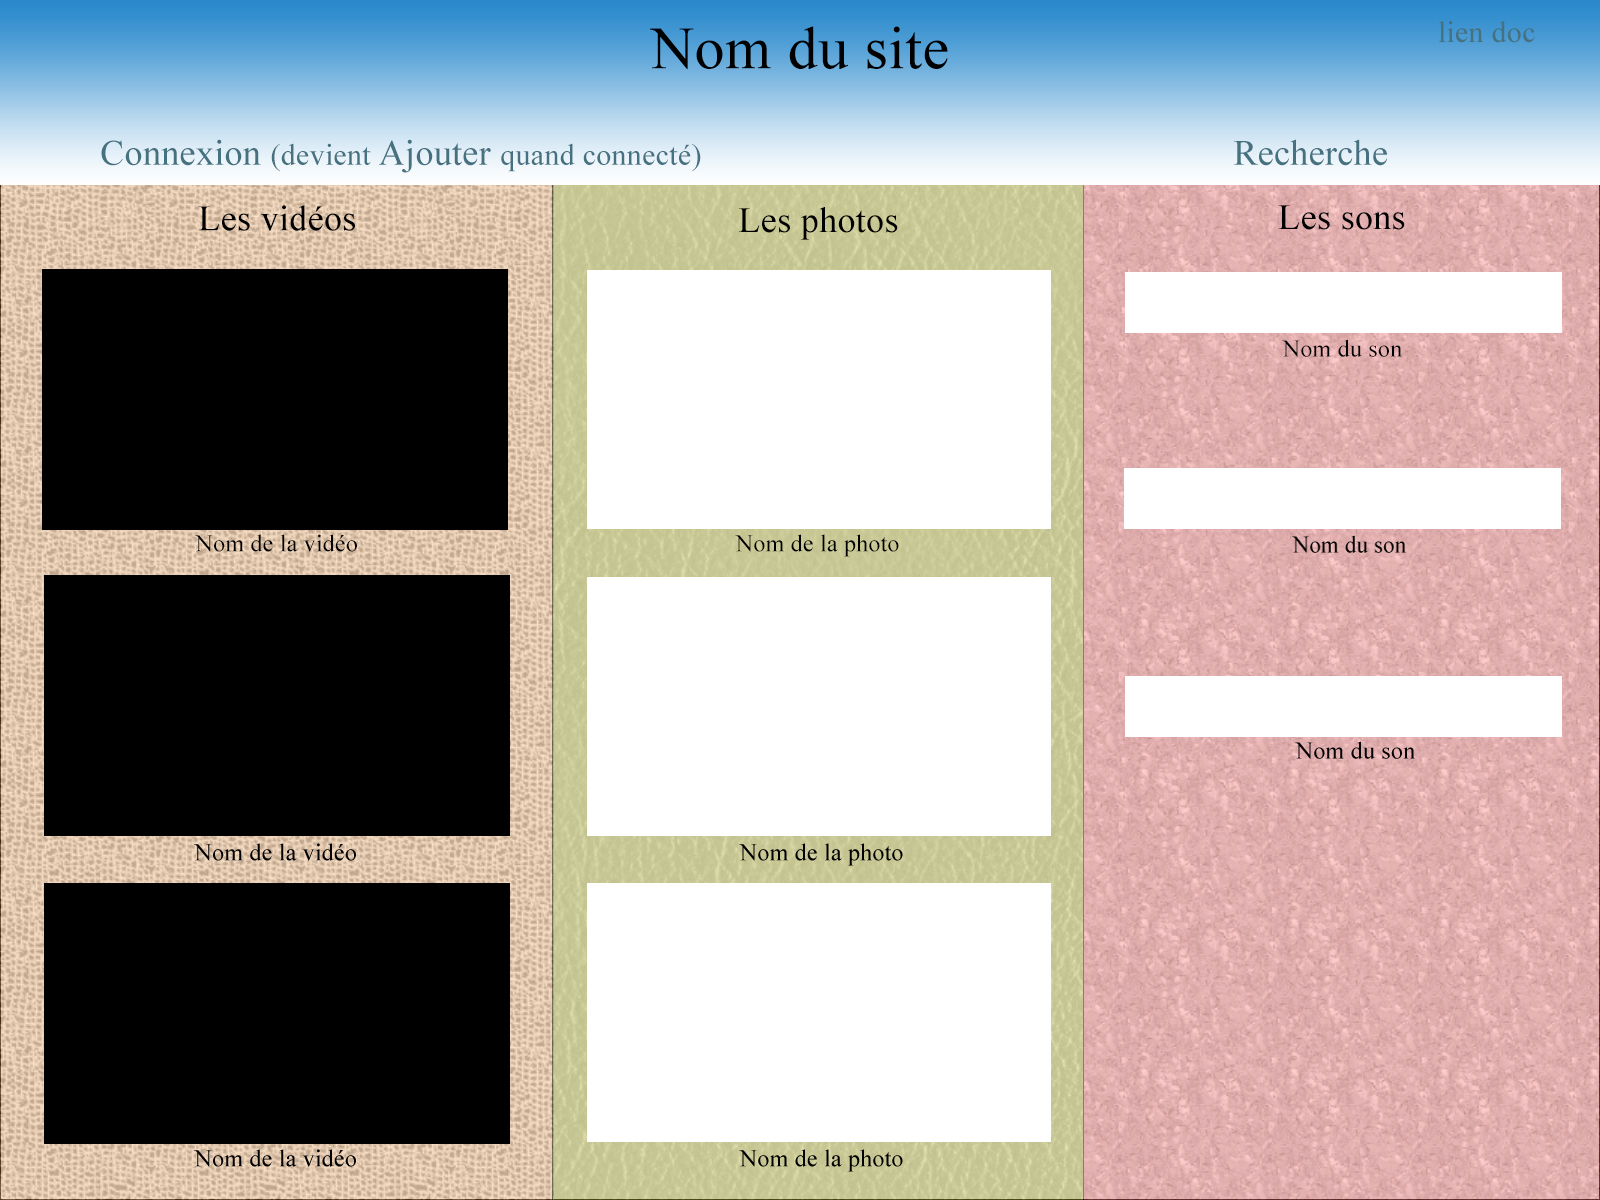 Nom du site
lien doc
Connexion (devient Ajouter quand connecté)
Recherche
Les vidéos
Nom de la vidéo
Nom de la vidéo
Nom de la vidéo
Les photos
Nom de la photo
Nom de la photo
Nom de la photo
Les sons
Nom du son
Nom du son
Nom du son